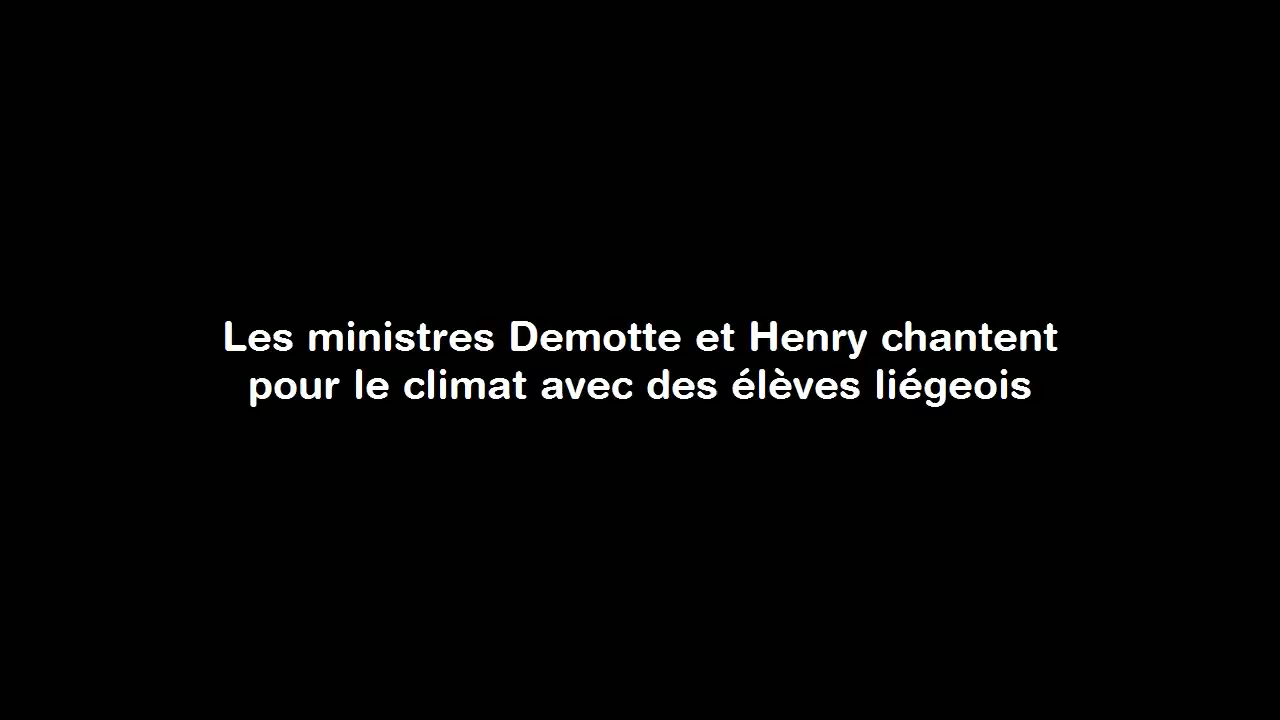 Les ministres Demotte et Henry chantent
pour le climat avec des élèves liégeois